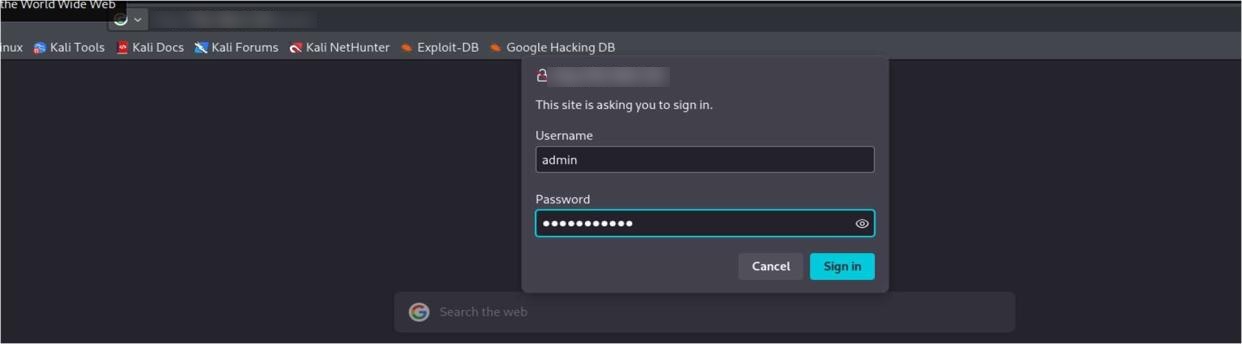 the World Wide Web
inux Kali Tools Kali Docs Kali Forums Kali NetHunter Exploit-DB Google Hacking DB
This site is asking you to sign in.
Username
admin
Password
•••••••••••
Cancel Sign in
Search the web